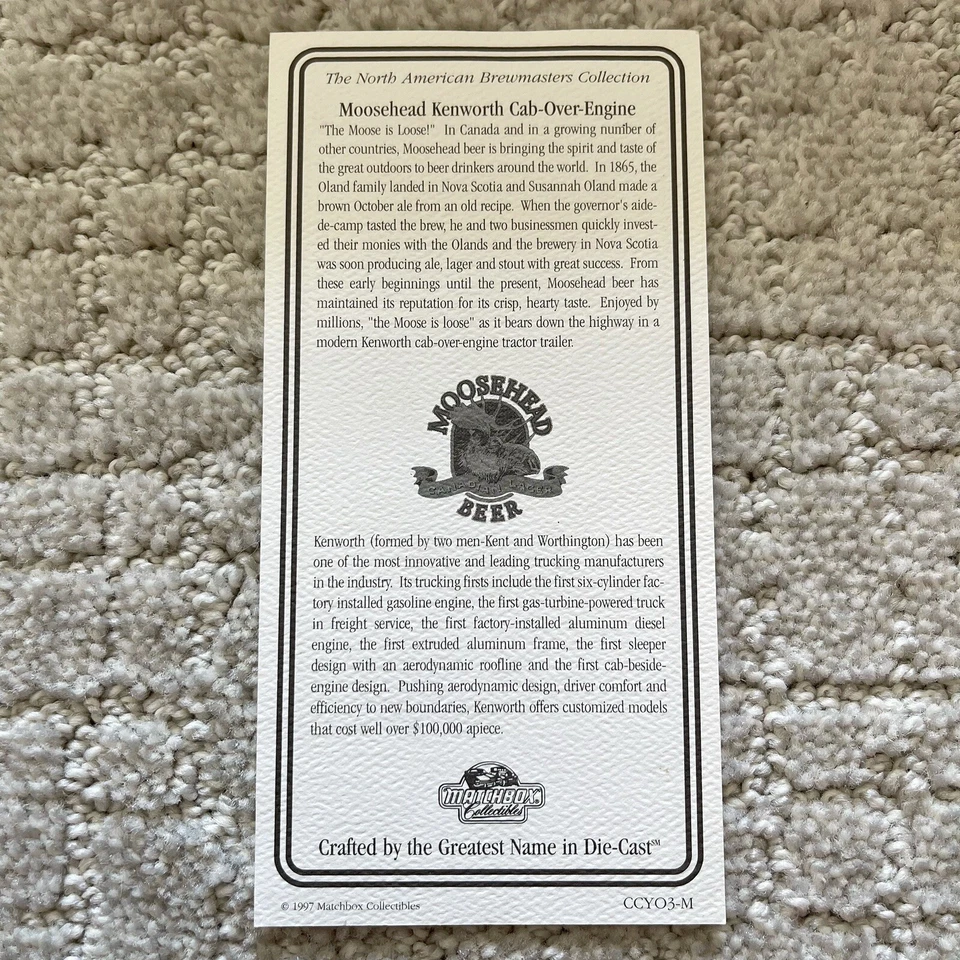 The North American Brewmasters Collection
Moosehead Kenworth Cab-Over-Engine
"The Moose is Loose!" In Canada and in a growing number of
other countries, Moosehead beer is bringing the spirit and taste of
the great outdoors to beer drinkers around the world. In 1865, the
Oland family landed in Nova Scotia and Susannah Oland made a
brown October ale from an old recipe. When the governor's aide-
de-camp tasted the brew, he and two businessmen quickly invest-
ed their monies with the Olands and the brewery in Nova Scotia
was soon producing ale, lager and stout with great success. From
these early beginnings until the present, Moosehead beer has
maintained its reputation for its crisp, hearty taste. Enjoyed by
millions, "the Moose is loose" as it bears down the highway in a
modern Kenworth cab-over-engine tractor trailer.
MOOSEHEAD
CANADIAN LAGER
BEER
Kenworth (formed by two men-Kent and Worthington) has been
one of the most innovative and leading trucking manufacturers
in the industry. Its trucking firsts include the first six-cylinder fac-
tory installed gasoline engine, the first gas-turbine-powered truck
in freight service, the first factory-installed aluminum diesel
engine, the first extruded aluminum frame, the first sleeper
design with an aerodynamic roofline and the first cab-beside-
engine design. Pushing aerodynamic design, driver comfort and
efficiency to new boundaries, Kenworth offers customized models
that cost well over $100,000 apiece.
MATCHBOX
Collectibles
Crafted by the Greatest Name in Die-Cast℠
© 1997 Matchbox Collectibles
CCYO3-M